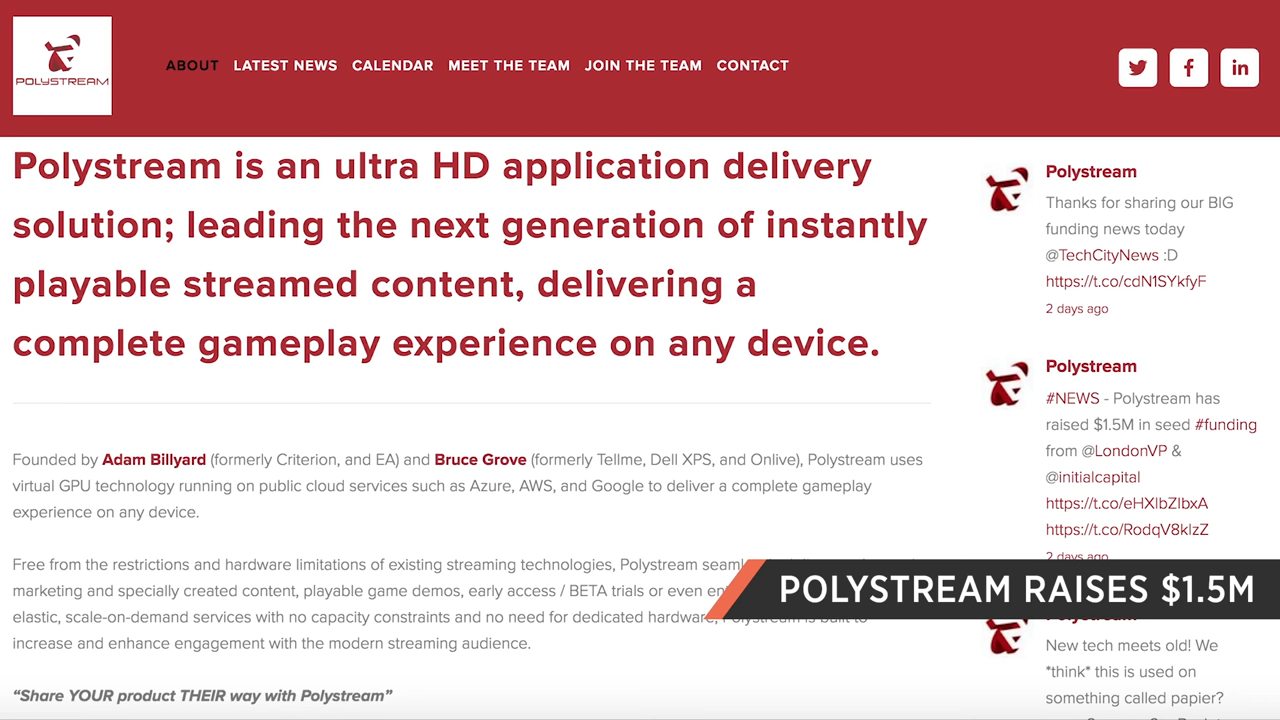 POLYSTREAM
ABOUT LATEST NEWS CALENDAR MEET THE TEAM JOIN THE TEAM CONTACT
Polystream is an ultra HD application delivery
solution; leading the next generation of instantly
playable streamed content, delivering a
complete gameplay experience on any device.
Founded by Adam Billyard (formerly Criterion, and EA) and Bruce Grove (formerly Tellme, Dell XPS, and Onlive), Polystream uses
virtual GPU technology running on public cloud services such as Azure, AWS, and Google to deliver a complete gameplay
experience on any device.
Free from the restrictions and hardware limitations of existing streaming technologies, Polystream
marketing and specially created content, playable game demos, early access / BETA trials or even
elastic, scale-on-demand services with no capacity constraints and no need for dedicated hardware, Polystream is built to
increase and enhance engagement with the modern streaming audience.
“Share YOUR product THEIR way with Polystream”
Polystream
Thanks for sharing our BIG
funding news today
@TechCityNews :D
https://t.co/cdN1SYkfyF
2 days ago
Polystream
#NEWS - Polystream has
raised $1.5M in seed #funding
from @LondonVP &
@initialcapital
https://t.co/eHXlbZlbxA
https://t.co/RodqV8klzZ
2 days ago
POLYSTREAM RAISES $1.5M
Polystream
New tech meets old! We
*think* this is used on
something called papier?